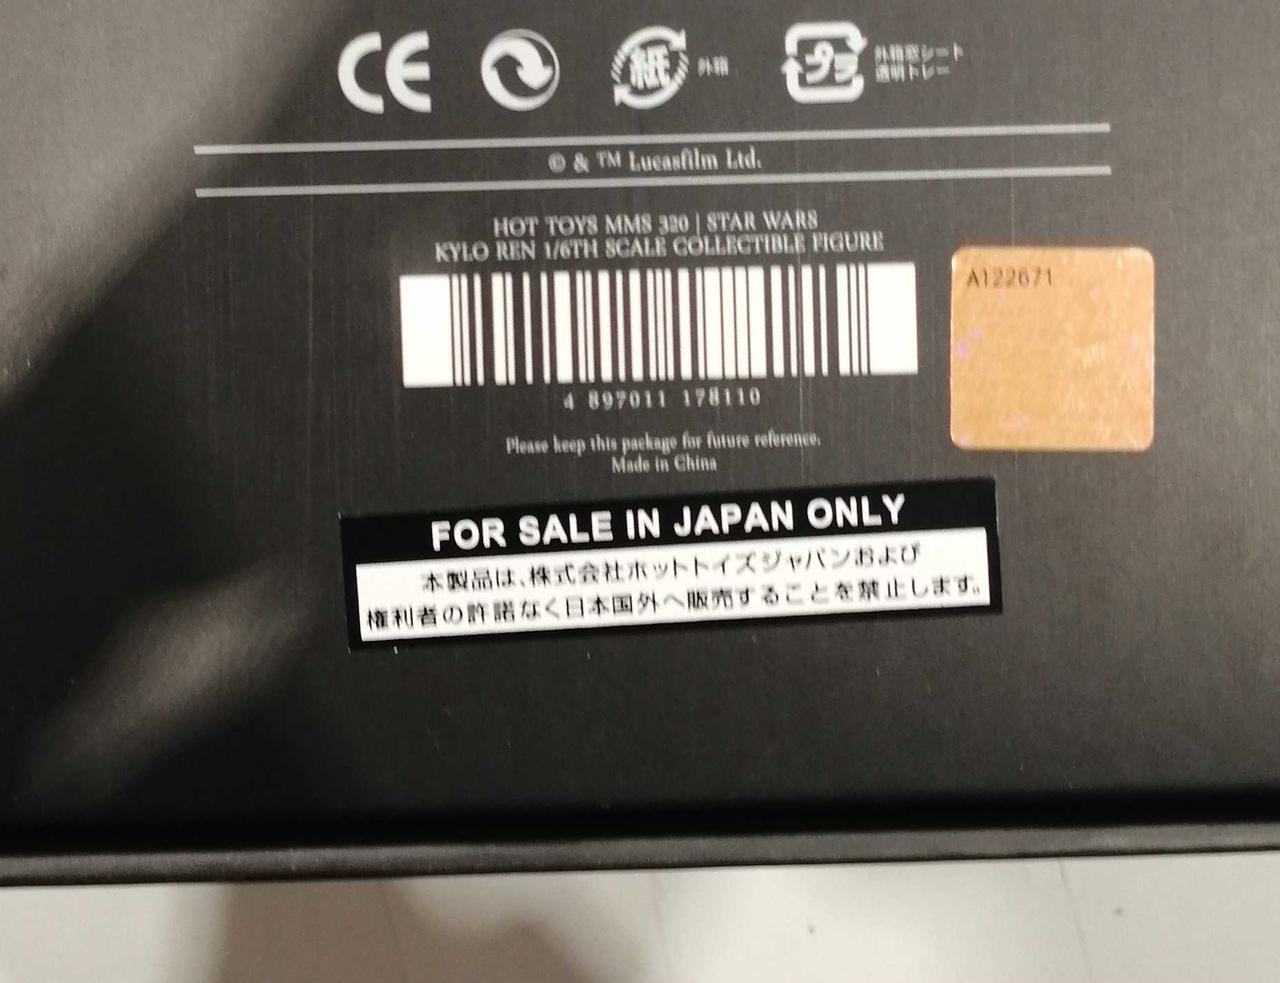 CE
紙 外箱
プラ 外箱窓シート
透明トレー
© & ™ Lucasfilm Ltd.
HOT TOYS MMS 320 | STAR WARS
KYLO REN 1/6TH SCALE COLLECTIBLE FIGURE
A122671
4 897011 178110
Please keep this package for future reference.
Made in China
FOR SALE IN JAPAN ONLY
本製品は、株式会社ホットトイズジャパンおよび
権利者の許諾なく日本国外へ販売することを禁止します。